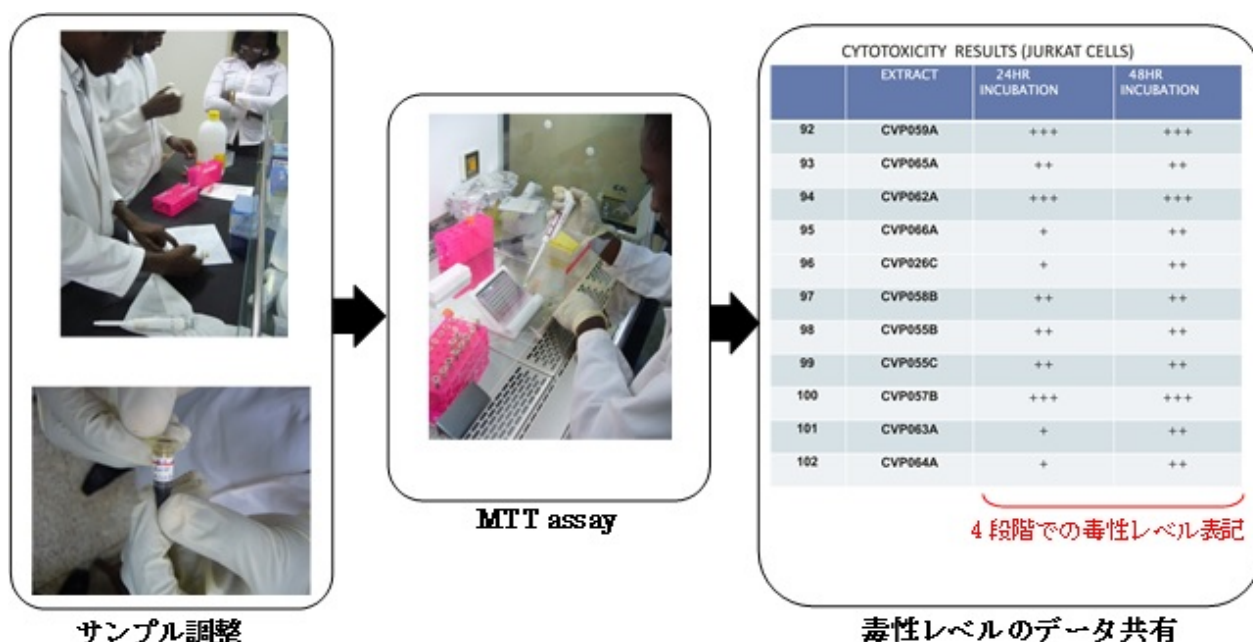 サンプル調整
MTT assay
CYTOTOXICITY RESULTS (JURKAT CELLS)
EXTRACT 24HR INCUBATION 48HR INCUBATION
92 CVP059A +++ +++
93 CVP065A ++ ++
94 CVP062A +++ +++
95 CVP066A + ++
96 CVP026C + ++
97 CVP058B ++ ++
98 CVP055B ++ ++
99 CVP055C ++ ++
100 CVP057B +++ +++
101 CVP063A + ++
102 CVP064A + ++
4段階での毒性レベル表記
毒性レベルのデータ共有